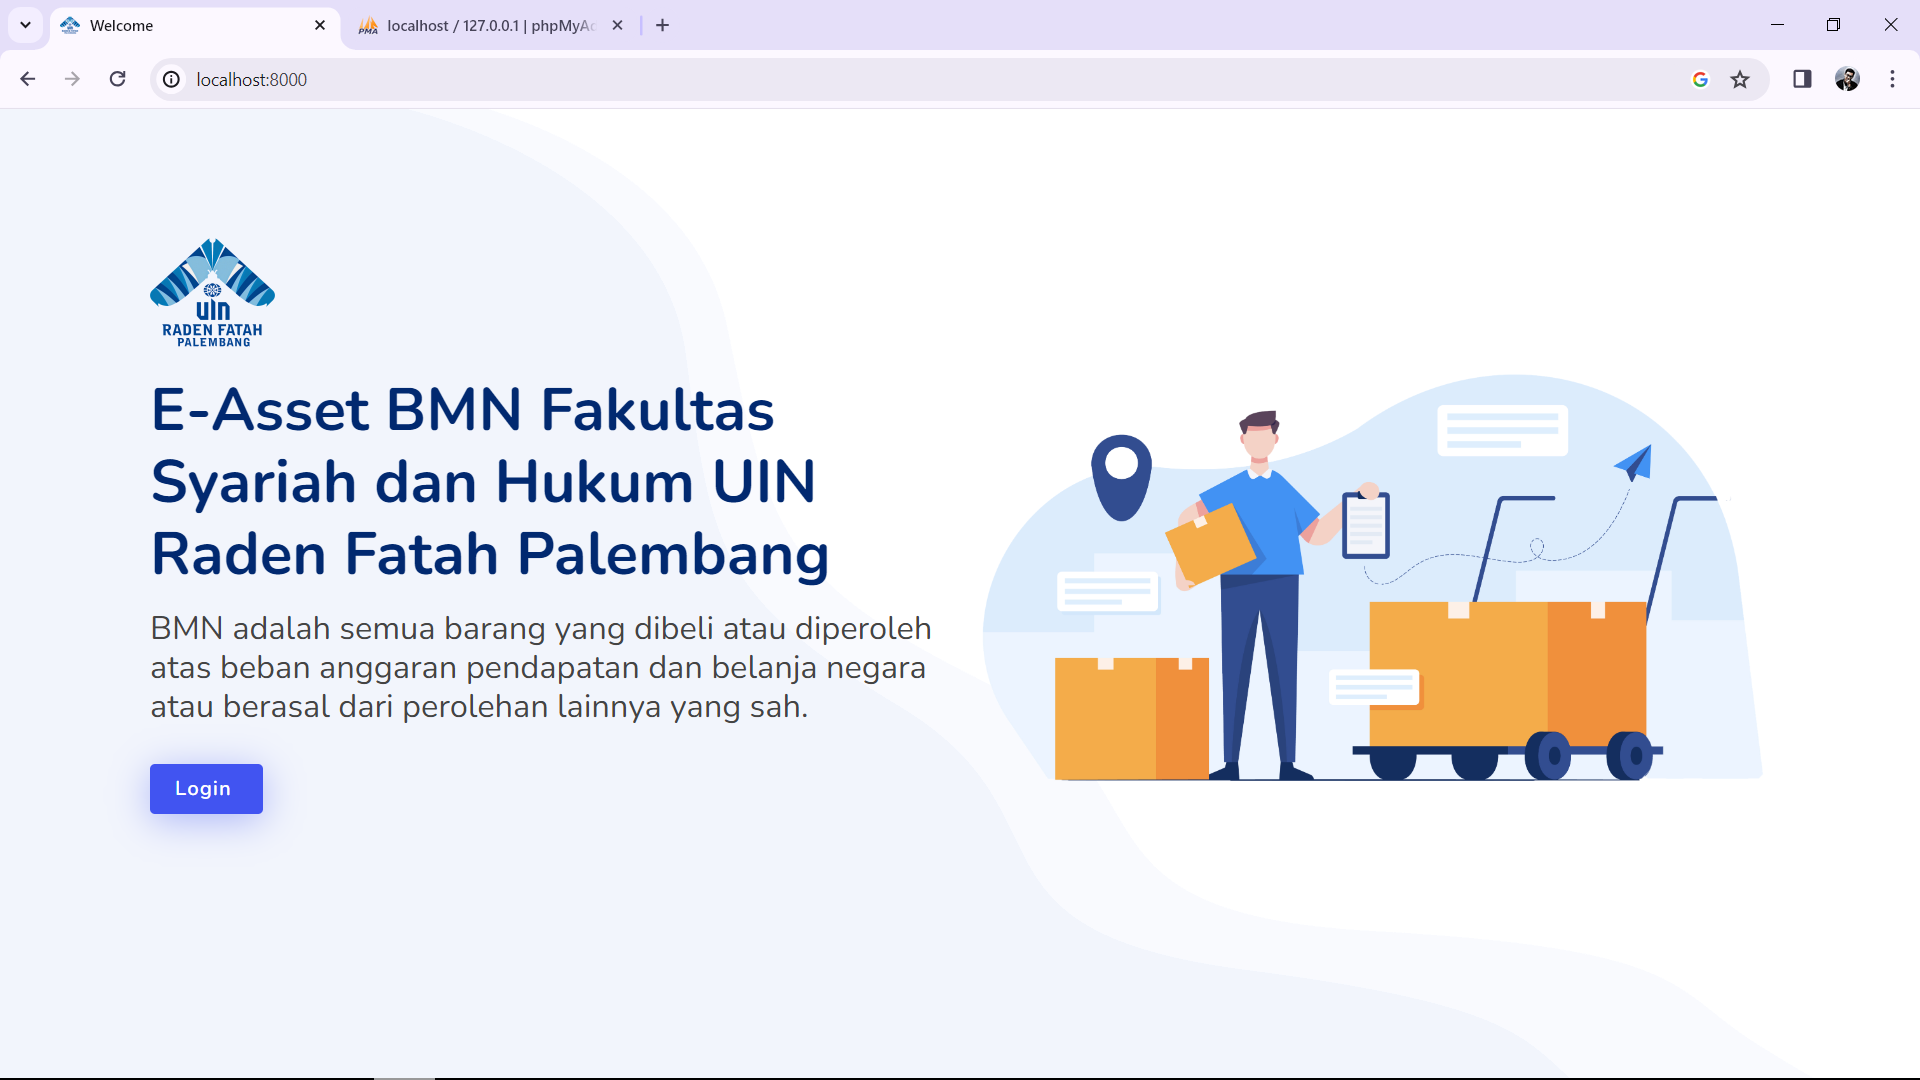 Welcome
PMA
localhost / 127.0.0.1 | phpMyAc
localhost:8000
uin
RADEN FATAH
PALEMBANG
E-Asset BMN Fakultas
Syariah dan Hukum UIN
Raden Fatah Palembang
BMN adalah semua barang yang dibeli atau diperoleh
atas beban anggaran pendapatan dan belanja negara
atau berasal dari perolehan lainnya yang sah.
Login